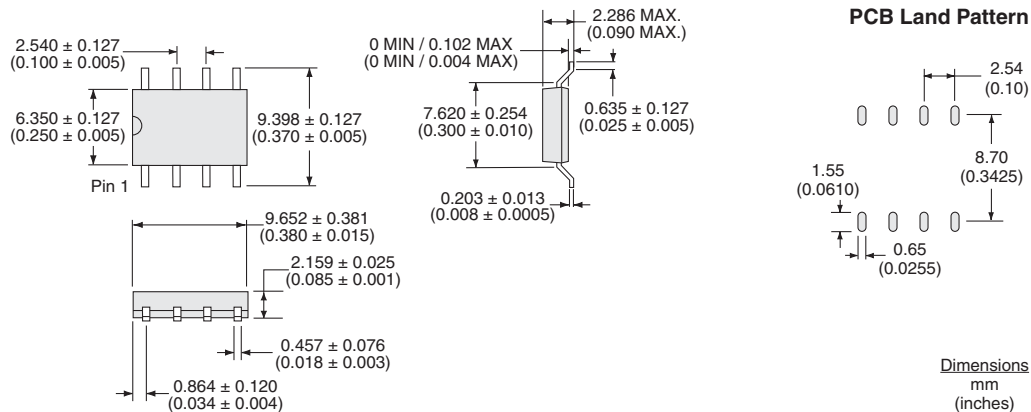 2.540 ± 0.127
(0.100 ± 0.005)
6.350 ± 0.127
(0.250 ± 0.005)
9.398 ± 0.127
(0.370 ± 0.005)
Pin 1
9.652 ± 0.381
(0.380 ± 0.015)
2.159 ± 0.025
(0.085 ± 0.001)
0.457 ± 0.076
(0.018 ± 0.003)
0.864 ± 0.120
(0.034 ± 0.004)
2.286 MAX.
(0.090 MAX.)
0 MIN / 0.102 MAX
(0 MIN / 0.004 MAX)
7.620 ± 0.254
(0.300 ± 0.010)
0.635 ± 0.127
(0.025 ± 0.005)
0.203 ± 0.013
(0.008 ± 0.0005)
PCB Land Pattern
2.54
(0.10)
8.70
(0.3425)
1.55
(0.0610)
0.65
(0.0255)
Dimensions
mm
(inches)